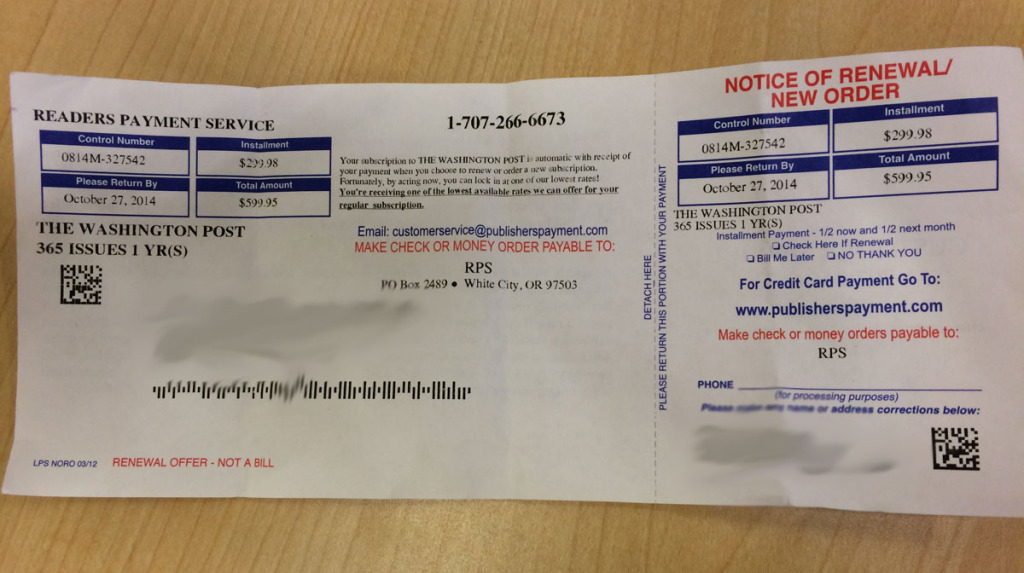 READERS PAYMENT SERVICE
1-707-266-6673
Control Number
Installment
0814M-327542
$299.98
Please Return By
Total Amount
October 27, 2014
$599.95
THE WASHINGTON POST
365 ISSUES 1 YR(S)
Your subscription to THE WASHINGTON POST is automatic with receipt of
your payment when you choose to renew or order a new subscription.
Fortunately, by acting now, you can lock in at one of our lowest rates!
You're receiving one of the lowest available rates we can offer for your
regular subscription.
Email: customerservice@publisherspayment.com
MAKE CHECK OR MONEY ORDER PAYABLE TO:
RPS
PO Box 2489 ● White City, OR 97503
LPS NORO 03/12
RENEWAL OFFER - NOT A BILL
DETACH HERE
PLEASE RETURN THIS PORTION WITH YOUR PAYMENT
NOTICE OF RENEWAL/
NEW ORDER
Control Number
Installment
0814M-327542
$299.98
Please Return By
Total Amount
October 27, 2014
$599.95
THE WASHINGTON POST
365 ISSUES 1 YR(S)
Installment Payment - 1/2 now and 1/2 next month
❑ Check Here If Renewal
❑ Bill Me Later ❑ NO THANK YOU
For Credit Card Payment Go To:
www.publisherspayment.com
Make check or money orders payable to:
RPS
PHONE
(for processing purposes)
Please make any name or address corrections below: